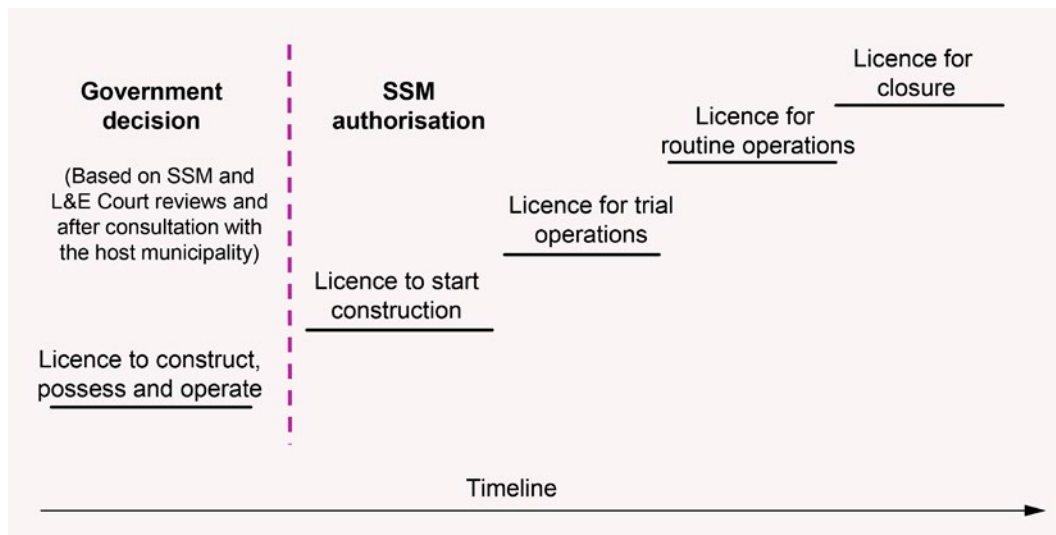 Government
decision
(Based on SSM and
L&E Court reviews and
after consultation with
the host municipality)
Licence to construct,
possess and operate
SSM
authorisation
Licence to start
construction
Licence for trial
operations
Licence for
routine operations
Licence for
closure
Timeline